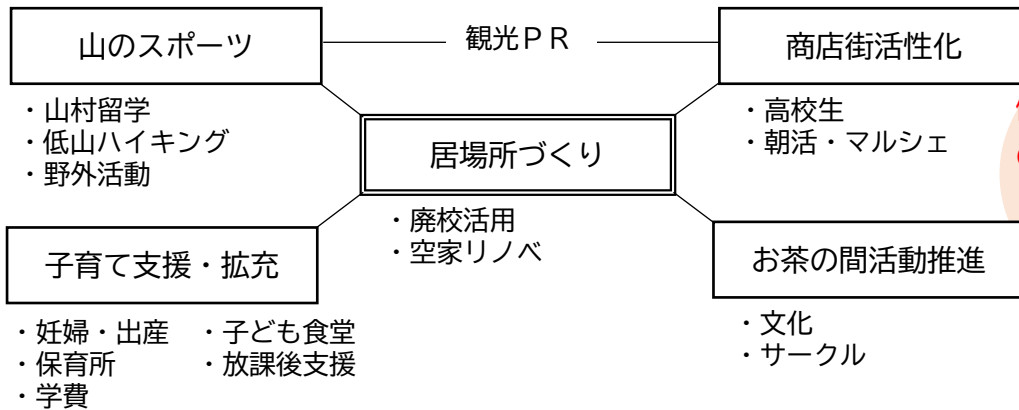 山のスポーツ
観光ＰＲ
商店街活性化
・山村留学
・低山ハイキング
・野外活動
・高校生
・朝活・マルシェ
居場所づくり
・廃校活用
・空家リノベ
子育て支援・拡充
お茶の間活動推進
・妊婦・出産
・保育所
・学費
・子ども食堂
・放課後支援
・文化
・サークル